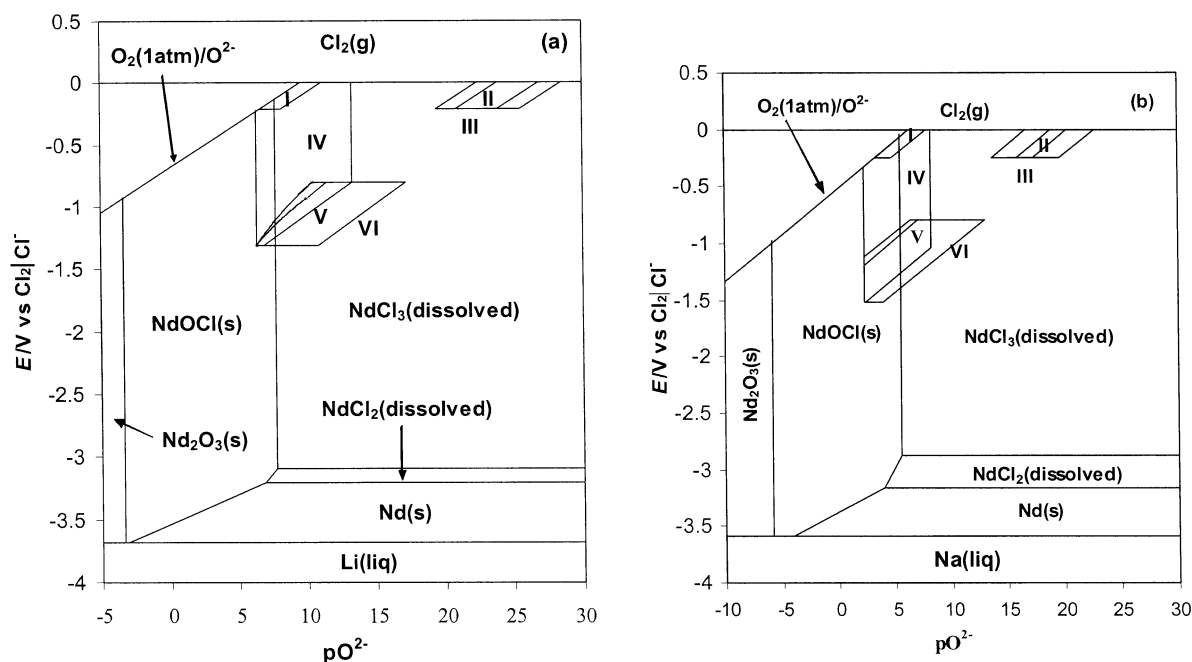 0.5
0
-0.5
-1
-1.5
-2
-2.5
-3
-3.5
-4
E/V vs Cl₂|Cl⁻
Cl₂(g)
(a)
O₂(1atm)/O²⁻
I
II
III
IV
V
VI
NdOCl(s)
NdCl₃(dissolved)
NdCl₂(dissolved)
Nd₂O₃(s)
Nd(s)
Li(liq)
-5 0 5 10 15 20 25 30
pO²⁻
0.5
0
-0.5
-1
-1.5
-2
-2.5
-3
-3.5
-4
E/V vs Cl₂|Cl⁻
(b)
O₂(1atm)/O²⁻
Cl₂(g)
I
II
III
IV
V
VI
NdOCl(s)
NdCl₃(dissolved)
Nd₂O₃(s)
NdCl₂(dissolved)
Nd(s)
Na(liq)
-10 -5 0 5 10 15 20 25 30
pO²⁻